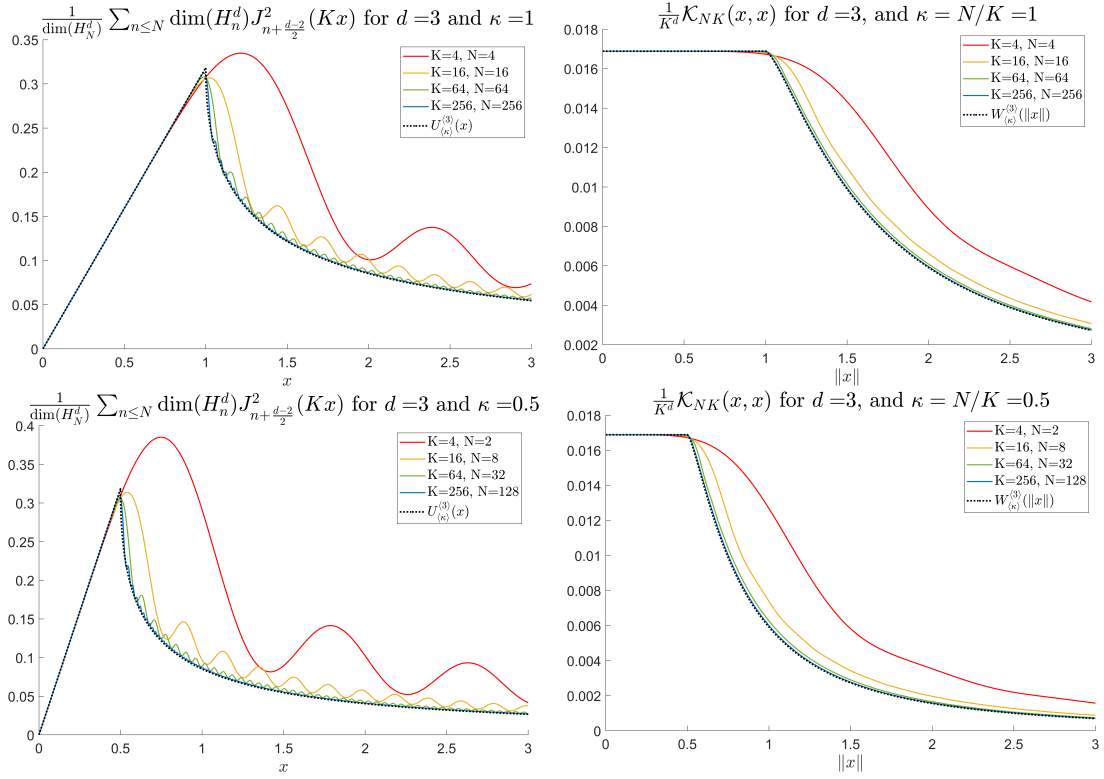 $\frac{1}{\dim(H_N^d)} \sum_{n \leq N} \dim(H_n^d) J^2_{n+\frac{d-2}{2}}(Kx)$ for $d=3$ and $\kappa=1$
0.35
0.3
0.25
0.2
0.15
0.1
0.05
0
K=4, N=4
K=16, N=16
K=64, N=64
K=256, N=256
$U^{(3)}_{\langle\kappa\rangle}(x)$
0 0.5 1 1.5 2 2.5 3
$x$
$\frac{1}{K^d} \mathcal{K}_{NK}(x, x)$ for $d=3$, and $\kappa = N/K = 1$
0.018
0.016
0.014
0.012
0.01
0.008
0.006
0.004
0.002
K=4, N=4
K=16, N=16
K=64, N=64
K=256, N=256
$W^{(3)}_{\langle\kappa\rangle}(\|x\|)$
0 0.5 1 1.5 2 2.5 3
$\|x\|$
$\frac{1}{\dim(H_N^d)} \sum_{n \leq N} \dim(H_n^d) J^2_{n+\frac{d-2}{2}}(Kx)$ for $d=3$ and $\kappa=0.5$
0.4
0.35
0.3
0.25
0.2
0.15
0.1
0.05
0
K=4, N=2
K=16, N=8
K=64, N=32
K=256, N=128
$U^{(3)}_{\langle\kappa\rangle}(x)$
0 0.5 1 1.5 2 2.5 3
$x$
$\frac{1}{K^d} \mathcal{K}_{NK}(x, x)$ for $d=3$, and $\kappa = N/K = 0.5$
0.018
0.016
0.014
0.012
0.01
0.008
0.006
0.004
0.002
0
K=4, N=2
K=16, N=8
K=64, N=32
K=256, N=128
$W^{(3)}_{\langle\kappa\rangle}(\|x\|)$
0 0.5 1 1.5 2 2.5 3
$\|x\|$